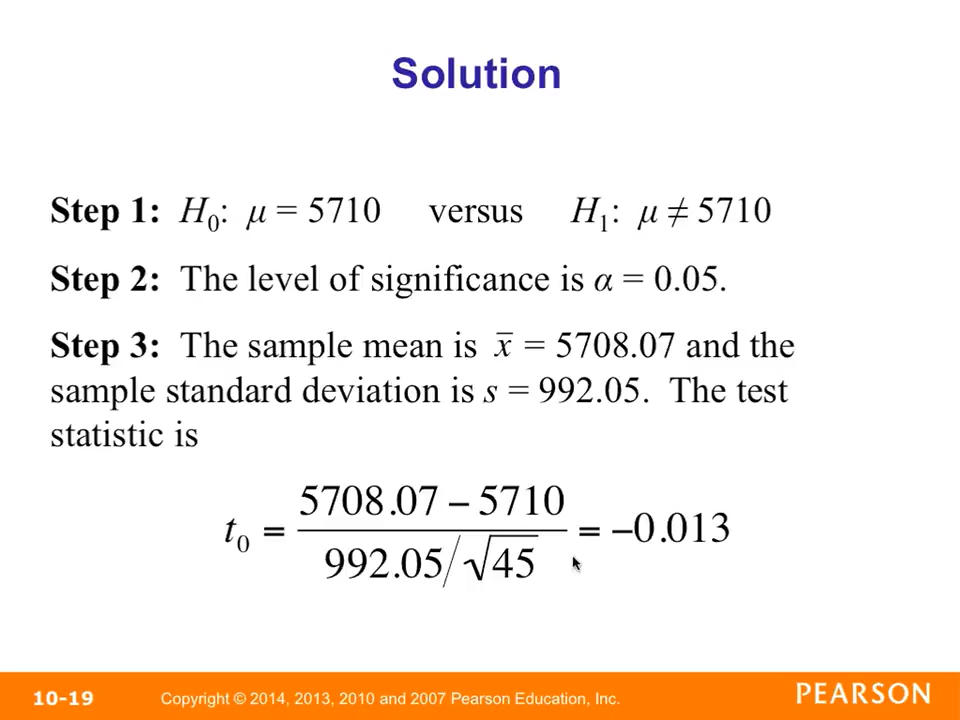 Solution
Step 1: H₀: μ = 5710 versus H₁: μ ≠ 5710
Step 2: The level of significance is α = 0.05.
Step 3: The sample mean is x̄ = 5708.07 and the
sample standard deviation is s = 992.05. The test
statistic is
t₀ = (5708.07 − 5710) / (992.05/√45) = −0.013
10-19 Copyright © 2014, 2013, 2010 and 2007 Pearson Education, Inc. PEARSON